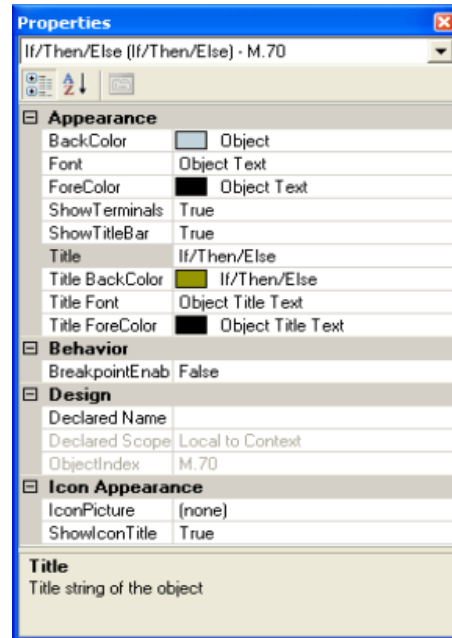 Properties
If/Then/Else (If/Then/Else) - M.70
Appearance
BackColor Object
Font Object Text
ForeColor Object Text
ShowTerminals True
ShowTitleBar True
Title If/Then/Else
Title BackColor If/Then/Else
Title Font Object Title Text
Title ForeColor Object Title Text
Behavior
BreakpointEnab False
Design
Declared Name
Declared Scope Local to Context
ObjectIndex M.70
Icon Appearance
IconPicture (none)
ShowIconTitle True
Title
Title string of the object